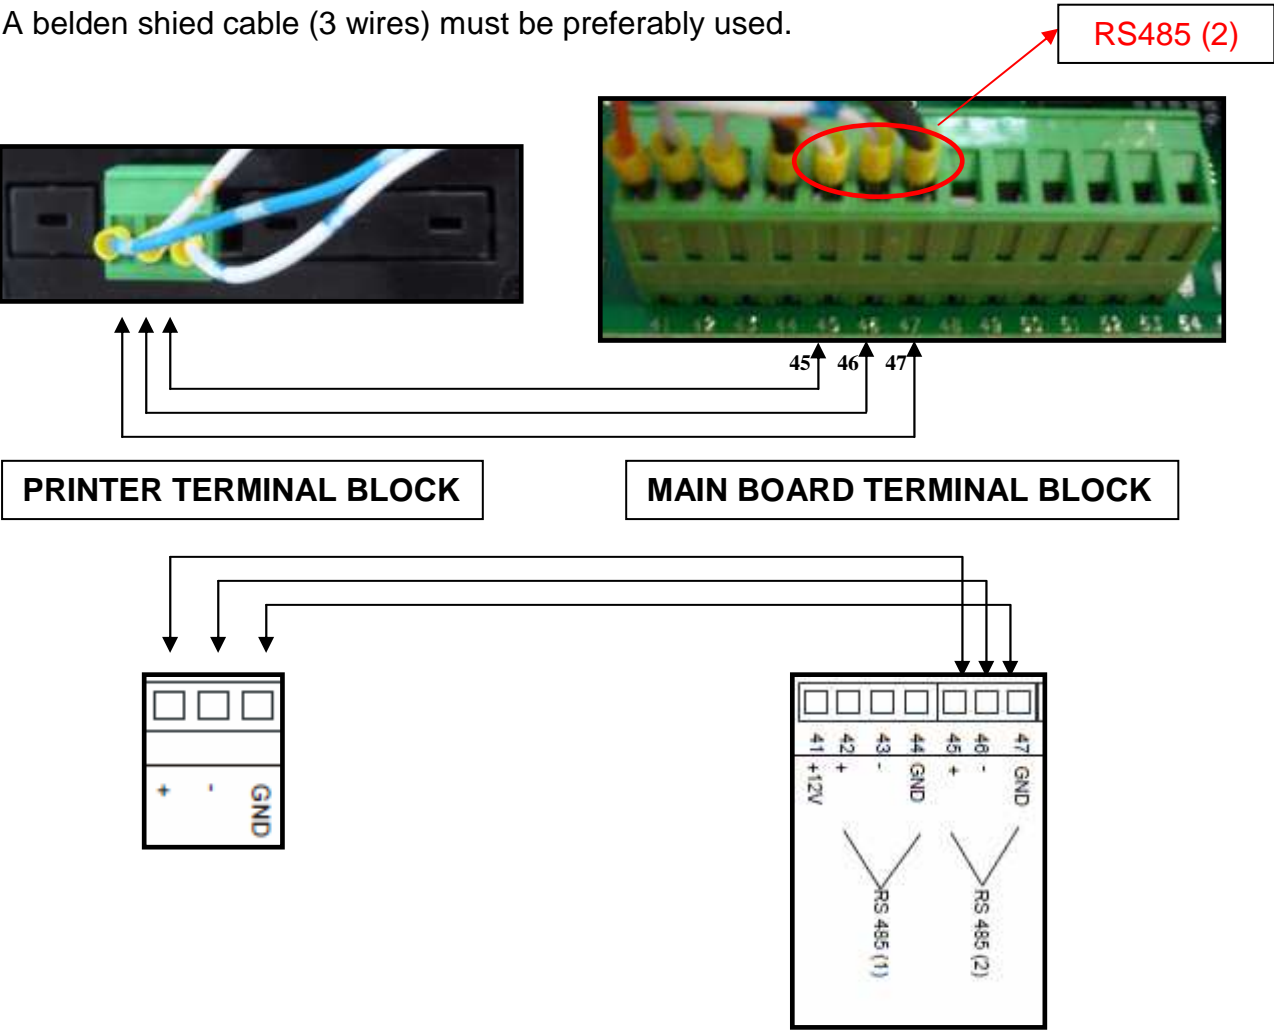 A belden shied cable (3 wires) must be preferably used.
RS485 (2)
41 42 43 44 45 46 47 48 49 50 51 52 53 54
45 46 47
PRINTER TERMINAL BLOCK
MAIN BOARD TERMINAL BLOCK
+ - GND
41 +12V
42 +
43 -
44 GND
45 +
46 -
47 GND
RS 485 (1)
RS 485 (2)